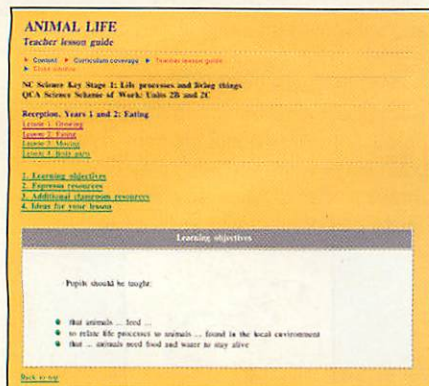 ANIMAL LIFE
Teacher lesson guide
Content Curriculum coverage Teacher lesson guide
Close window
NC Science Key Stage 1: Life processes and living things
QCA Science Scheme of Work: Units 2B and 2C
Reception, Years 1 and 2: Eating
Lesson 1: Growing
Lesson 2: Eating
Lesson 3: Moving
Lesson 4: Body parts
1. Learning objectives
2. Espresso resources
3. Additional classroom resources
4. Ideas for your lesson
Learning objectives
Pupils should be taught:
that animals ... feed ...
to relate life processes to animals ... found in the local environment
that ... animals need food and water to stay alive
Back to top